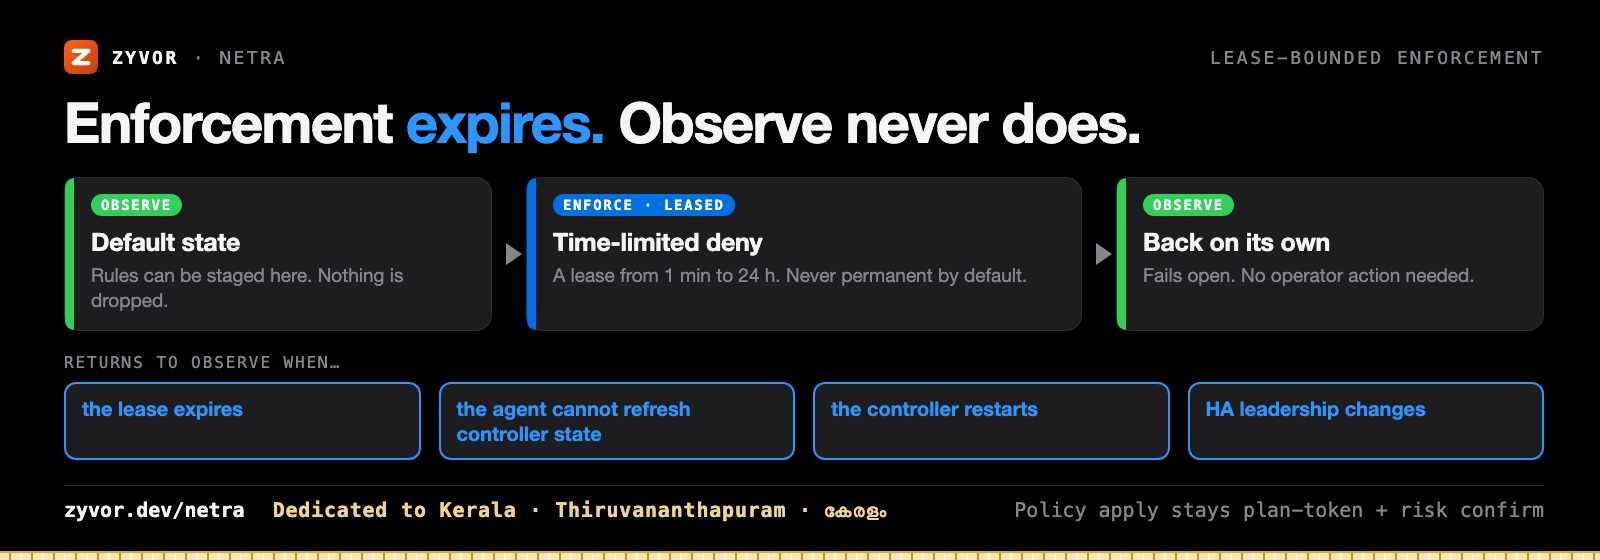 ZYVOR · NETRA
LEASE-BOUNDED ENFORCEMENT
Enforcement expires. Observe never does.
OBSERVE
Default state
Rules can be staged here. Nothing is
dropped.
ENFORCE · LEASED
Time-limited deny
A lease from 1 min to 24 h. Never permanent by default.
OBSERVE
Back on its own
Fails open. No operator action needed.
RETURNS TO OBSERVE WHEN…
the lease expires
the agent cannot refresh
controller state
the controller restarts
HA leadership changes
zyvor.dev/netra
Dedicated to Kerala · Thiruvananthapuram · കേരളം
Policy apply stays plan-token + risk confirm